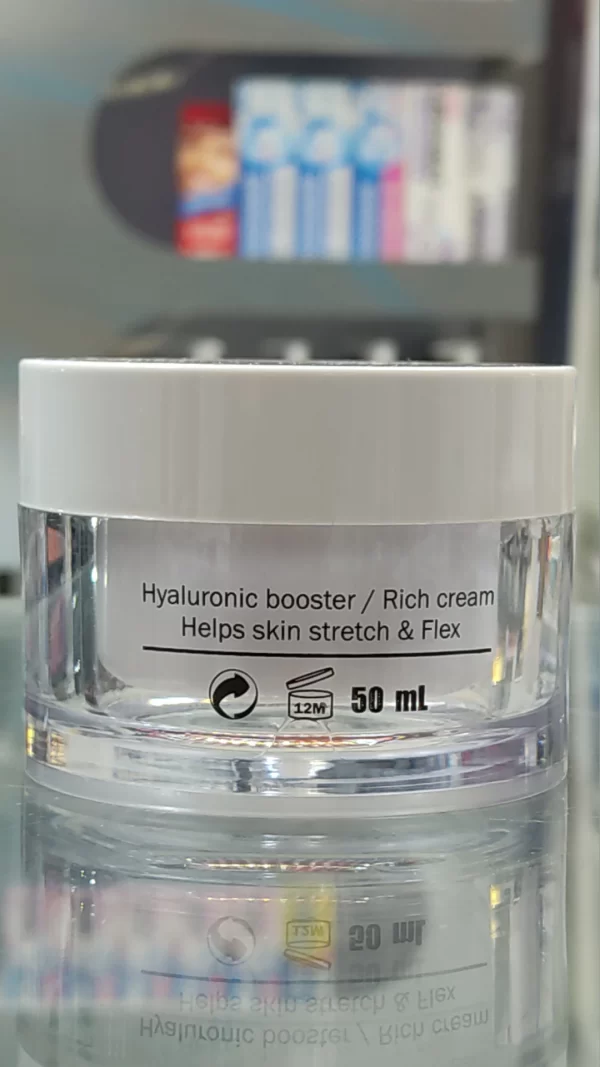 Hyaluronic booster / Rich cream
Helps skin stretch & Flex
12M 50 mL